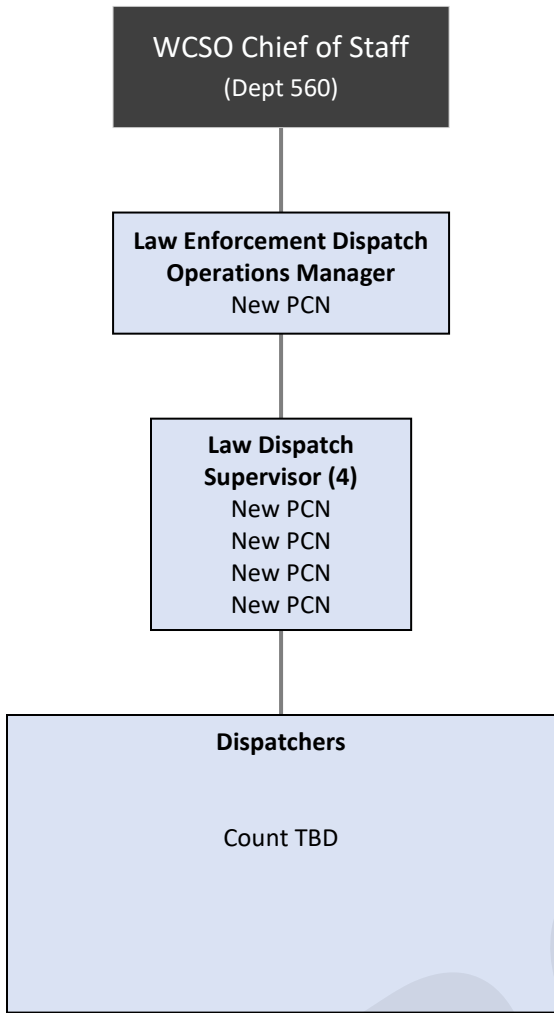 WCSO Chief of Staff
(Dept 560)
Law Enforcement Dispatch
Operations Manager
New PCN
Law Dispatch
Supervisor (4)
New PCN
New PCN
New PCN
New PCN
Dispatchers
Count TBD